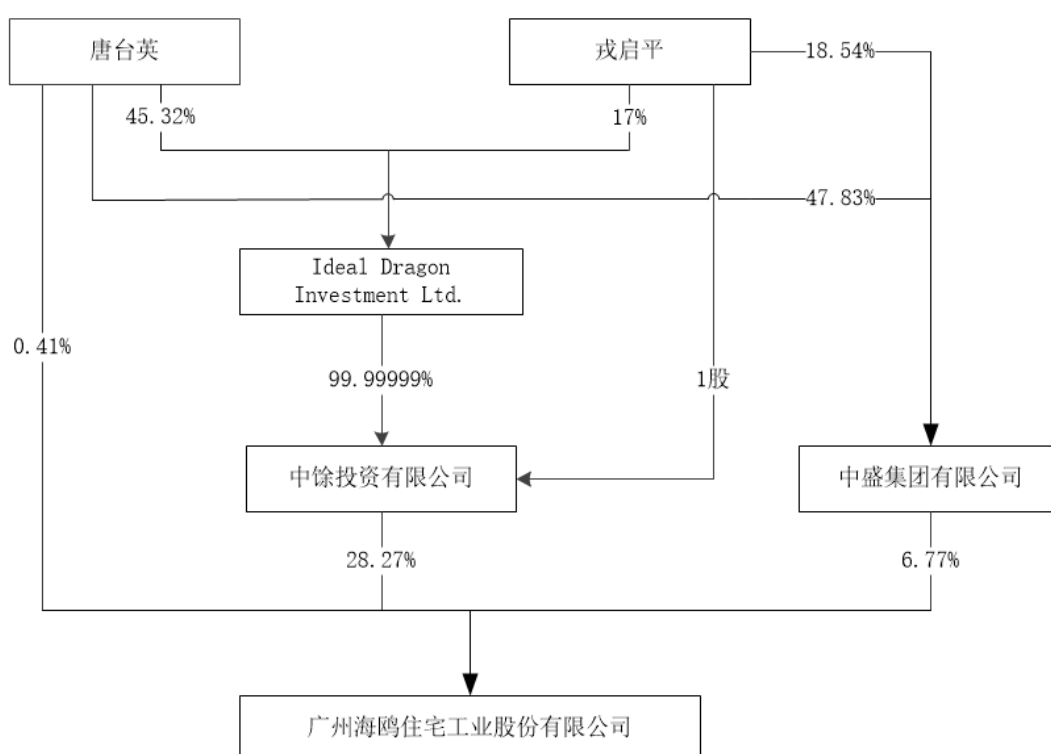 唐台英
戎启平
18.54%
45.32%
17%
47.83%
Ideal Dragon
Investment Ltd.
0.41%
99.99999%
1股
中馀投资有限公司
中盛集团有限公司
28.27%
6.77%
广州海鸥住宅工业股份有限公司